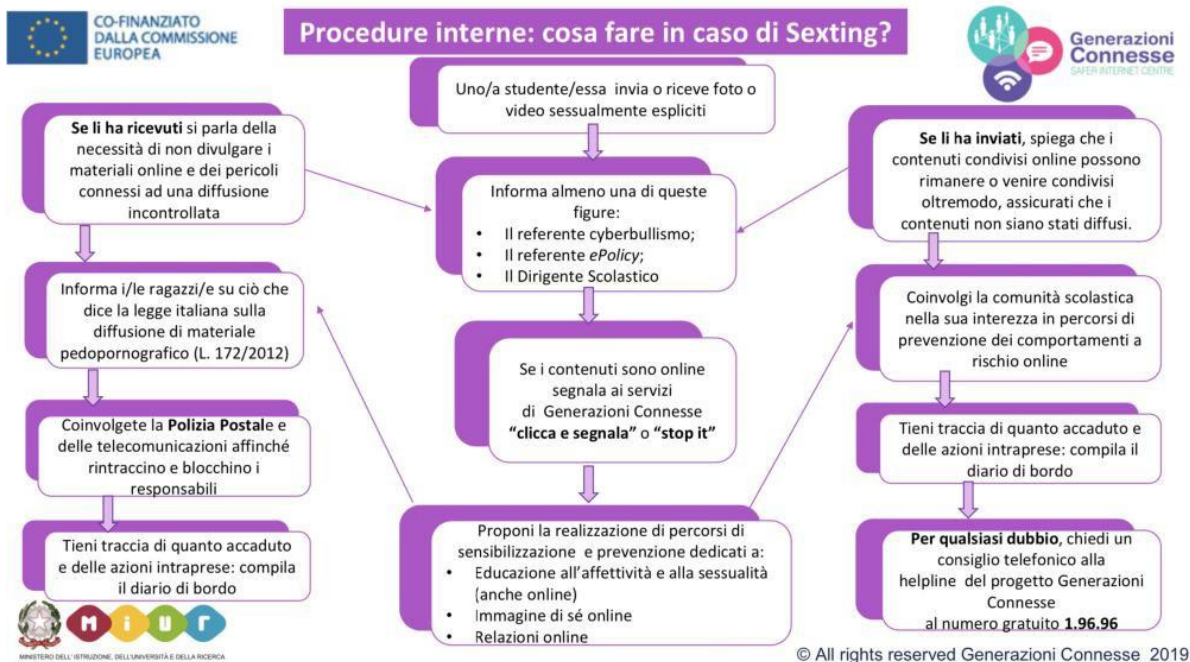 CO-FINANZIATO
DALLA COMMISSIONE
EUROPEA
Procedure interne: cosa fare in caso di Sexting?
Generazioni
Connesse
SAFER INTERNET CENTRE
Uno/a studente/essa invia o riceve foto o
video sessualmente espliciti
Se li ha ricevuti si parla della
necessità di non divulgare i
materiali online e dei pericoli
connessi ad una diffusione
incontrollata
Informa i/le ragazzi/e su ciò che
dice la legge italiana sulla
diffusione di materiale
pedopornografico (L. 172/2012)
Coinvolgete la Polizia Postale e
delle telecomunicazioni affinché
rintraccino e blocchino i
responsabili
Tieni traccia di quanto accaduto
e delle azioni intraprese: compila
il diario di bordo
Informa almeno una di queste
figure:
• Il referente cyberbullismo;
• Il referente ePolicy;
• Il Dirigente Scolastico
Se i contenuti sono online
segnala ai servizi
di Generazioni Connesse
“clicca e segnala” o “stop it”
Proponi la realizzazione di percorsi di
sensibilizzazione e prevenzione dedicati a:
• Educazione all’affettività e alla sessualità
(anche online)
• Immagine di sé online
• Relazioni online
Se li ha inviati, spiega che i
contenuti condivisi online possono
rimanere o venire condivisi
oltremodo, assicurati che i
contenuti non siano stati diffusi.
Coinvolgi la comunità scolastica
nella sua interezza in percorsi di
prevenzione dei comportamenti a
rischio online
Tieni traccia di quanto accaduto e
delle azioni intraprese: compila il
diario di bordo
Per qualsiasi dubbio, chiedi un
consiglio telefonico alla
helpline del progetto Generazioni
Connesse
al numero gratuito 1.96.96
MIUR
MINISTERO DELL’ISTRUZIONE, DELL’UNIVERSITÀ E DELLA RICERCA
© All rights reserved Generazioni Connesse 2019